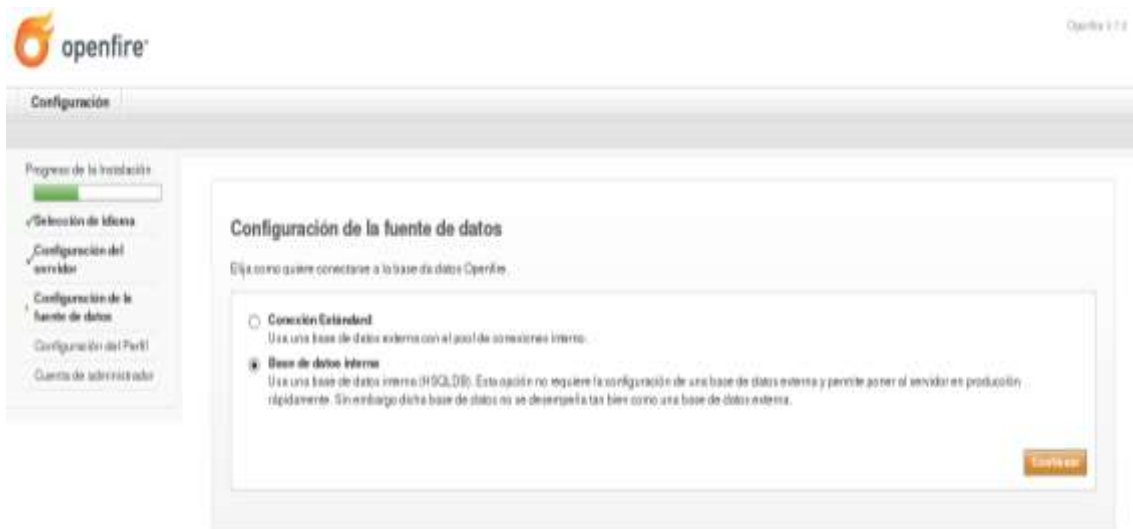 openfire
Openfire 3.7.0
Configuración
Progreso de la Instalación
Selección de Idioma
Configuración del
servidor
Configuración de la
fuente de datos
Configuración del Perfil
Cuenta de administrador
Configuración de la fuente de datos
Elija como quiere conectarse a la base de datos Openfire.
Conexión Estándard
Usa una base de datos externa con el pool de conexiones interno.
Base de datos interna
Usa una base de datos interna (HSQLDB). Esta opción no requiere la configuración de una base de datos externa y permite poner al servidor en producción
rápidamente. Sin embargo dicha base de datos no se desempeña tan bien como una base de datos externa.
Continuar